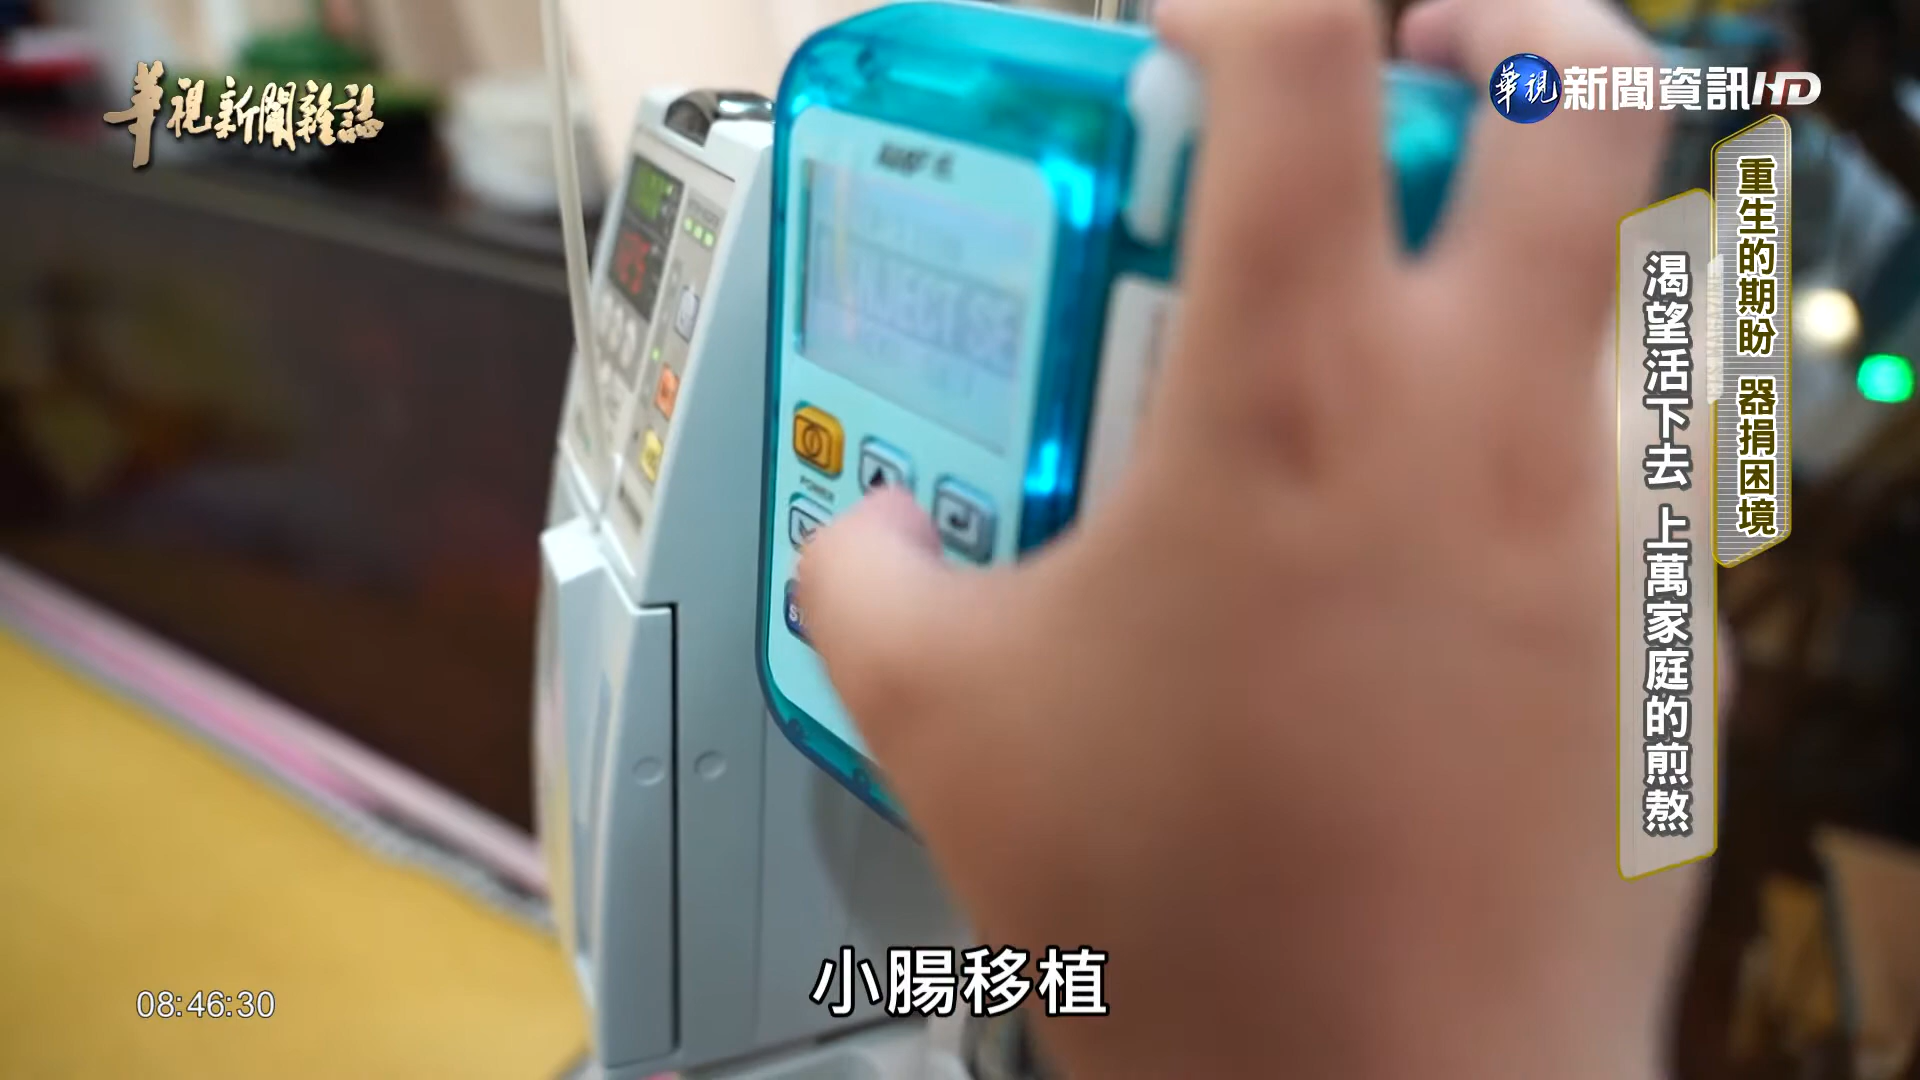 華視新聞雜誌
華視 新聞資訊HD
重生的期盼 器捐困境
渴望活下去 上萬家庭的煎熬
POWER
小腸移植
08:46:30